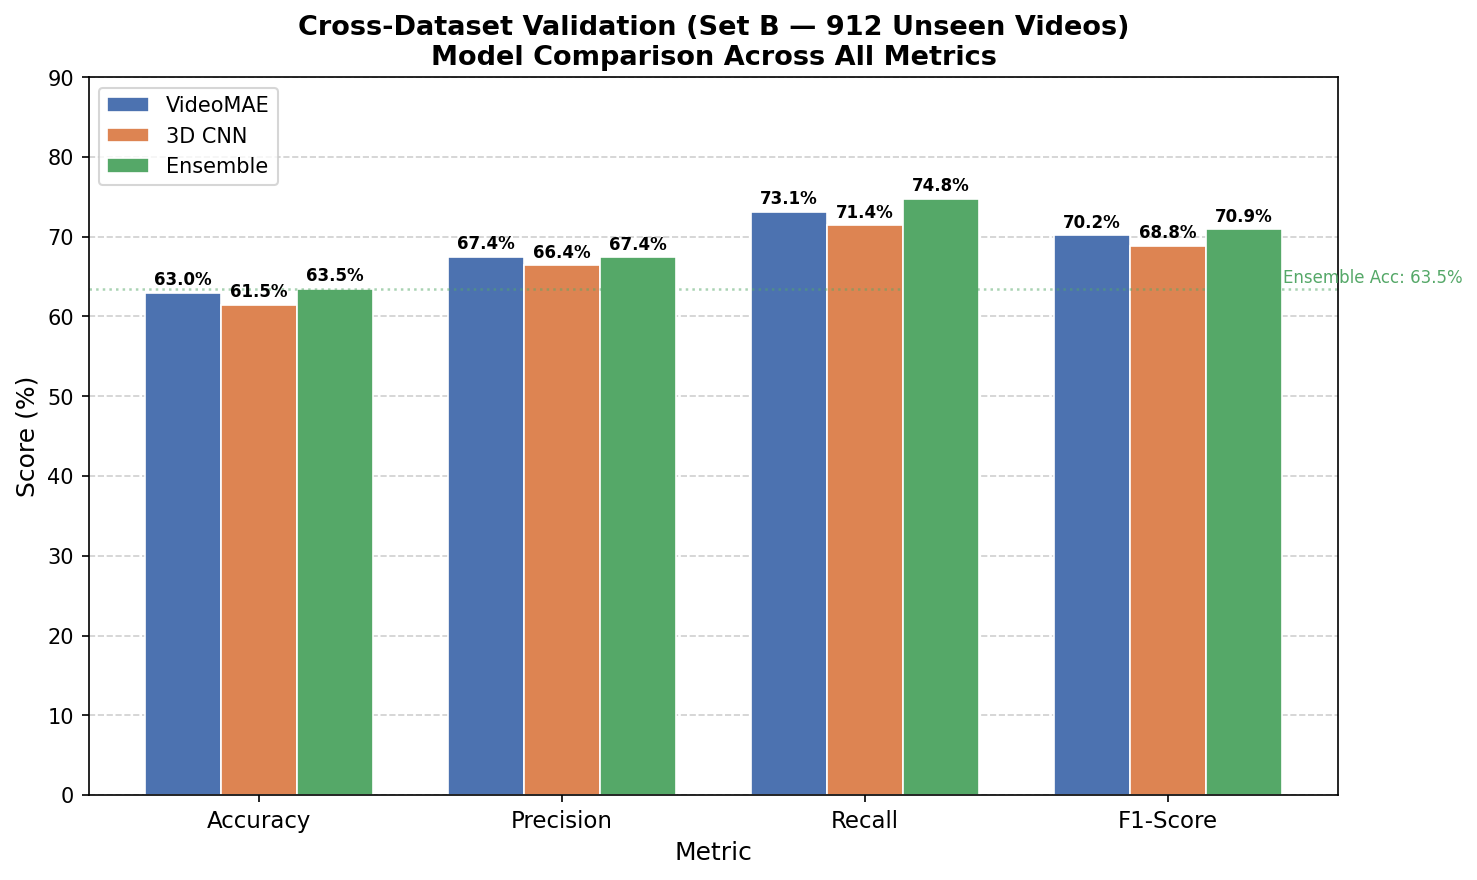 Cross-Dataset Validation (Set B — 912 Unseen Videos)
Model Comparison Across All Metrics
VideoMAE
3D CNN
Ensemble
Score (%)
90
80
70
60
50
40
30
20
10
0
63.0%
61.5%
63.5%
67.4%
66.4%
67.4%
73.1%
71.4%
74.8%
70.2%
68.8%
70.9%
Ensemble Acc: 63.5%
Accuracy
Precision
Recall
F1-Score
Metric